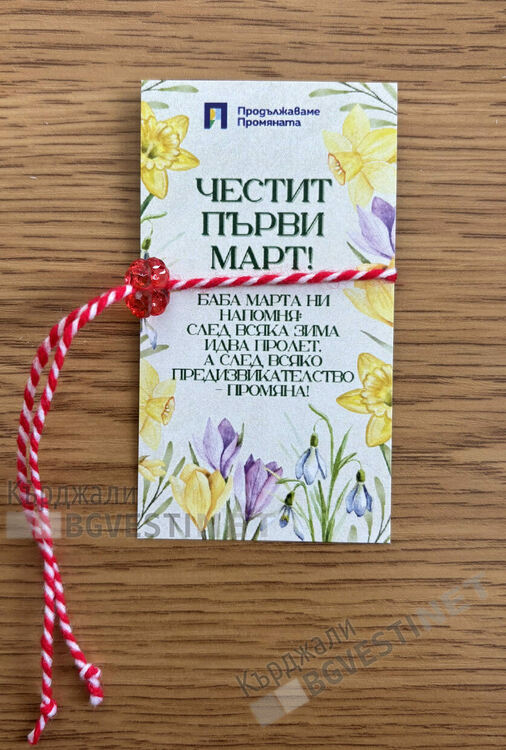 Продължаваме
Промяната
ЧЕСТИТ
ПЪРВИ
МАРТ!
БАБА МАРТА НИ
НАПОМНЯ:
СЛЕД ВСЯКА ЗИМА
ИДВА ПРОЛЕТ,
А СЛЕД ВСЯКО
ПРЕДИЗВИКАТЕЛСТВО
– ПРОМЯНА!
Кърджали
BGVESTI.NET
Кърджали
BGVESTI.NET